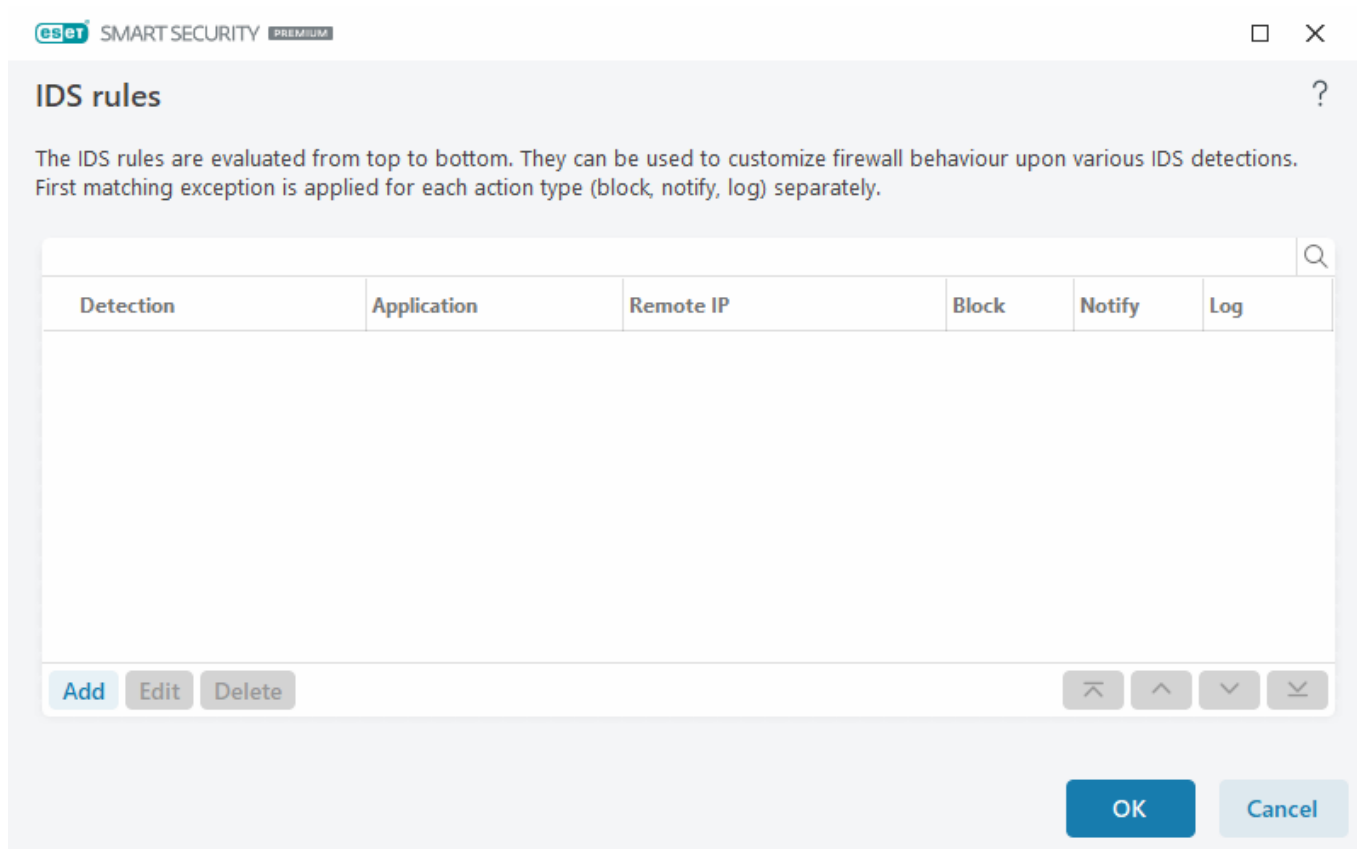 eset SMART SECURITY PREMIUM
IDS rules
?
The IDS rules are evaluated from top to bottom. They can be used to customize firewall behaviour upon various IDS detections.
First matching exception is applied for each action type (block, notify, log) separately.
Detection Application Remote IP Block Notify Log
Add Edit Delete
OK Cancel